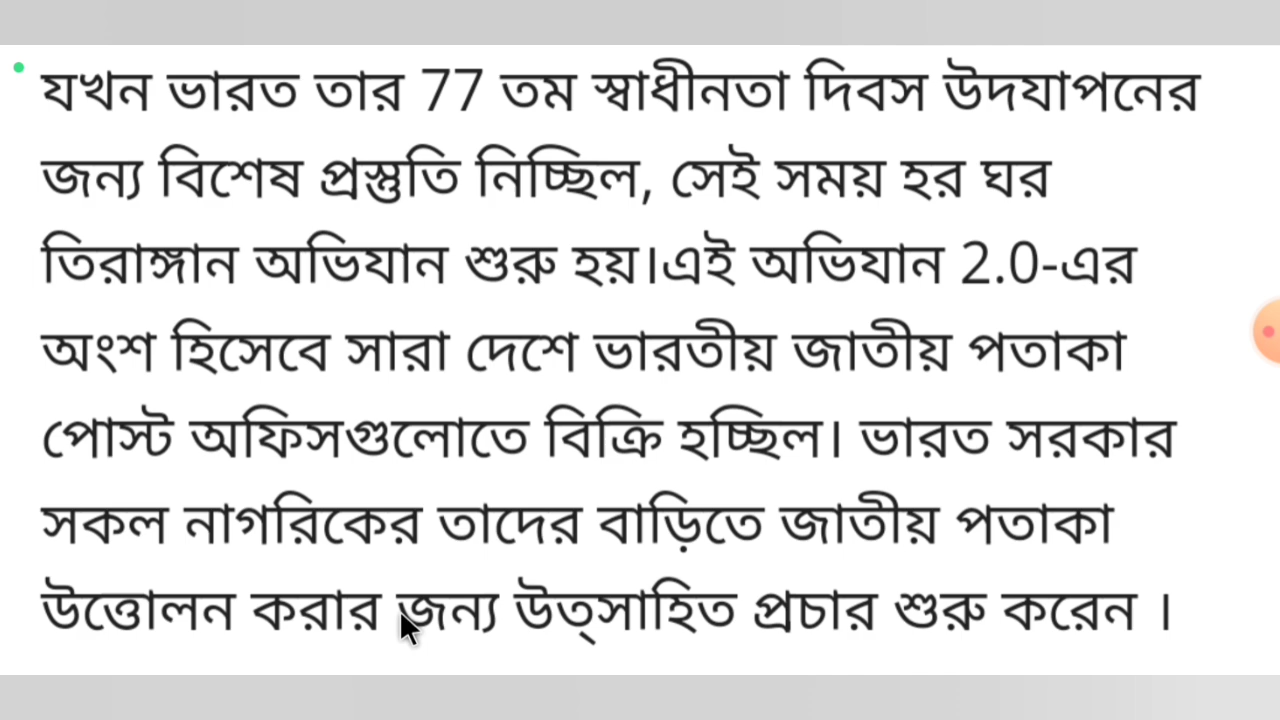 যখন ভারত তার 77 তম স্বাধীনতা দিবস উদযাপনের
জন্য বিশেষ প্রস্তুতি নিচ্ছিল, সেই সময় হর ঘর
তিরাঙ্গান অভিযান শুরু হয়।এই অভিযান 2.0-এর
অংশ হিসেবে সারা দেশে ভারতীয় জাতীয় পতাকা
পোস্ট অফিসগুলোতে বিক্রি হচ্ছিল। ভারত সরকার
সকল নাগরিকের তাদের বাড়িতে জাতীয় পতাকা
উত্তোলন করার জন্য উত্সাহিত প্রচার শুরু করেন ।